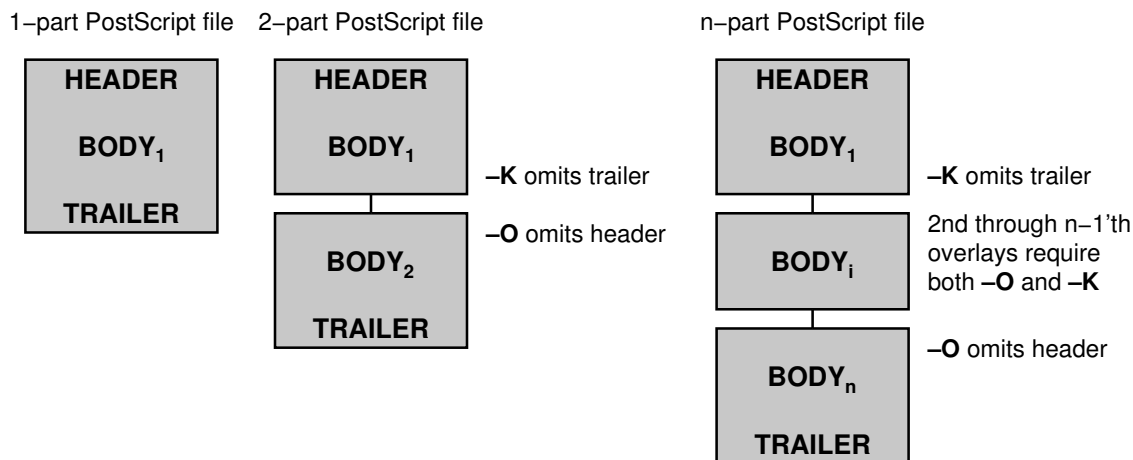 1−part PostScript file
HEADER
BODY1
TRAILER
2−part PostScript file
HEADER
BODY1
−K omits trailer
−O omits header
BODY2
TRAILER
n−part PostScript file
HEADER
BODY1
−K omits trailer
BODYi
2nd through n−1'th
overlays require
both −O and −K
−O omits header
BODYn
TRAILER